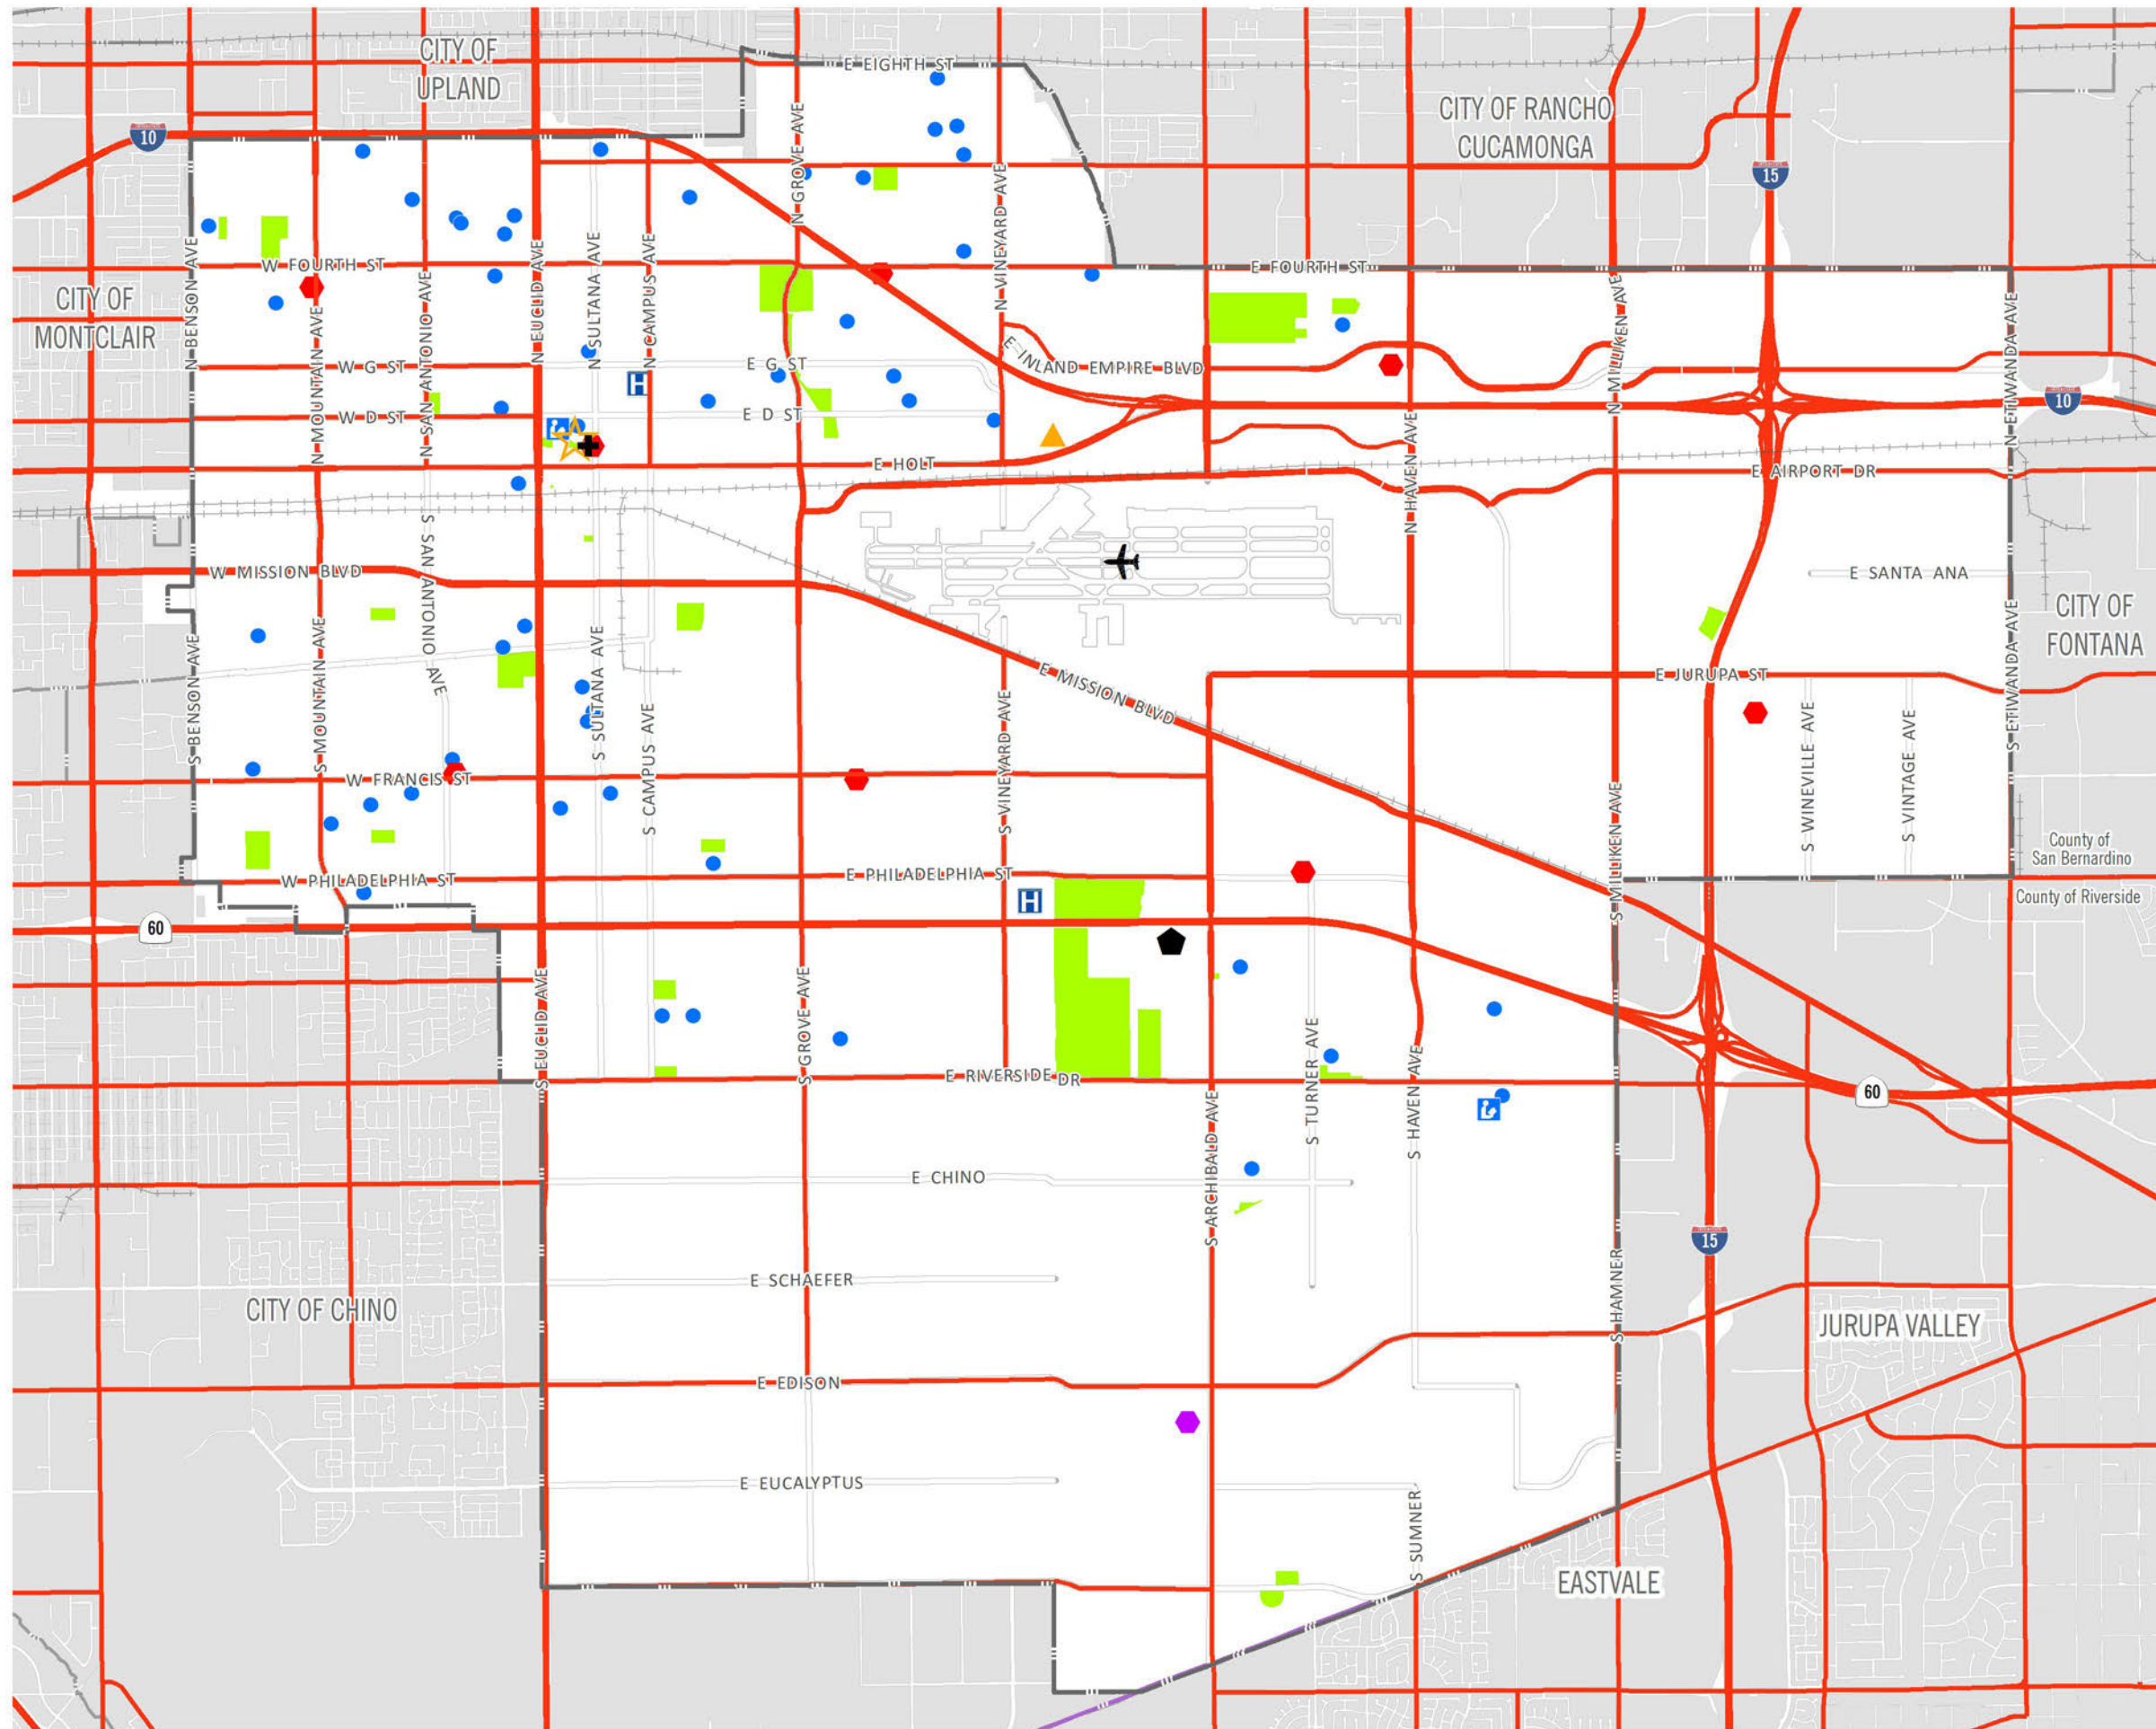 CITY OF
UPLAND
E EIGHTH ST
CITY OF RANCHO
CUCAMONGA
10
15
N GROVE AVE
N VINEYARD AVE
N BENSON AVE
W FOURTH ST
E FOURTH ST
CITY OF
MONTCLAIR
N MOUNTAIN AVE
N SAN ANTONIO AVE
N EUCLID AVE
N SULTANA AVE
N CAMPUS AVE
N MILLIKEN AVE
N ETIWANDA AVE
W G ST
E G ST
E INLAND EMPIRE BLVD
H
10
W D ST
E D ST
N HAVEN AVE
E HOLT
E AIRPORT DR
W MISSION BLVD
S SAN ANTONIO AVE
E SANTA ANA
CITY OF
FONTANA
S BENSON AVE
S MOUNTAIN AVE
S SULTANA AVE
S CAMPUS AVE
S VINEYARD AVE
E MISSION BLVD
E JURUPA ST
S WINEVILLE AVE
S VINTAGE AVE
S ETIWANDA AVE
W FRANCIS ST
S MILLIKEN AVE
County of
San Bernardino
W PHILADELPHIA ST
E PHILADELPHIA ST
County of Riverside
H
60
S EUCLID AVE
S GROVE AVE
E RIVERSIDE DR
S TURNER AVE
S HAVEN AVE
60
S ARCHIBALD AVE
E CHINO
15
E SCHAEFER
S HAMNER
CITY OF CHINO
JURUPA VALLEY
E EDISON
E EUCALYPTUS
S SUMNER
EASTVALE